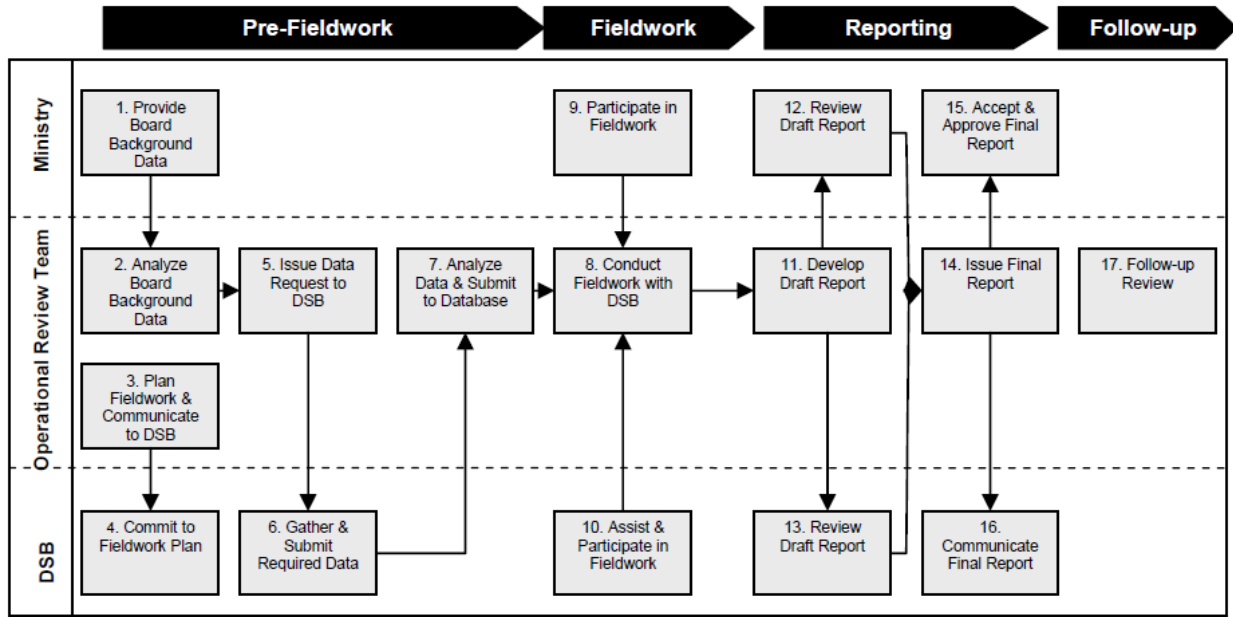 Pre-Fieldwork
Fieldwork
Reporting
Follow-up
Ministry
1. Provide
Board
Background
Data
9. Participate in
Fieldwork
12. Review
Draft Report
15. Accept &
Approve Final
Report
Operational Review Team
2. Analyze
Board
Background
Data
5. Issue Data
Request to
DSB
7. Analyze
Data & Submit
to Database
8. Conduct
Fieldwork with
DSB
11. Develop
Draft Report
14. Issue Final
Report
17. Follow-up
Review
3. Plan
Fieldwork &
Communicate
to DSB
DSB
4. Commit to
Fieldwork Plan
6. Gather &
Submit
Required Data
10. Assist &
Participate in
Fieldwork
13. Review
Draft Report
16.
Communicate
Final Report